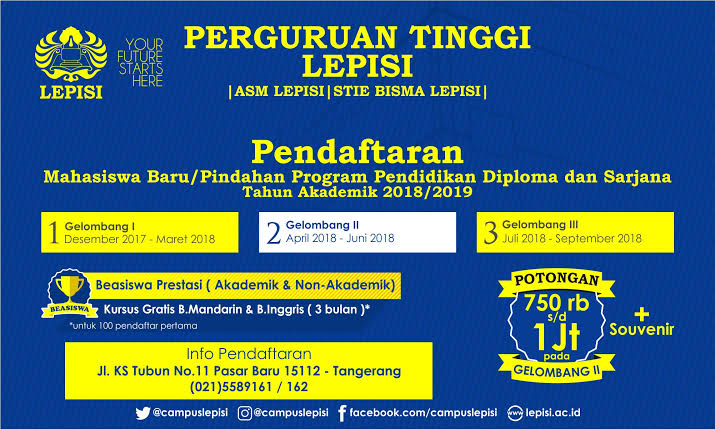 LEPISI
YOUR
FUTURE
STARTS
HERE
PERGURUAN TINGGI
LEPISI
|ASM LEPISI|STIE BISMA LEPISI|
Pendaftaran
Mahasiswa Baru/Pindahan Program Pendidikan Diploma dan Sarjana
Tahun Akademik 2018/2019
1 Gelombang I
Desember 2017 - Maret 2018
2 Gelombang II
April 2018 - Juni 2018
3 Gelombang III
Juli 2018 - September 2018
BEASISWA
Beasiswa Prestasi ( Akademik & Non-Akademik)
Kursus Gratis B.Mandarin & B.Inggris ( 3 bulan )*
*untuk 100 pendaftar pertama
POTONGAN
750 rb
s/d
1Jt
pada
GELOMBANG II
+
Souvenir
Info Pendaftaran
Jl. KS Tubun No.11 Pasar Baru 15112 - Tangerang
(021)5589161 / 162
@campuslepisi @campuslepisi facebook.com/campuslepisi www lepisi.ac.id